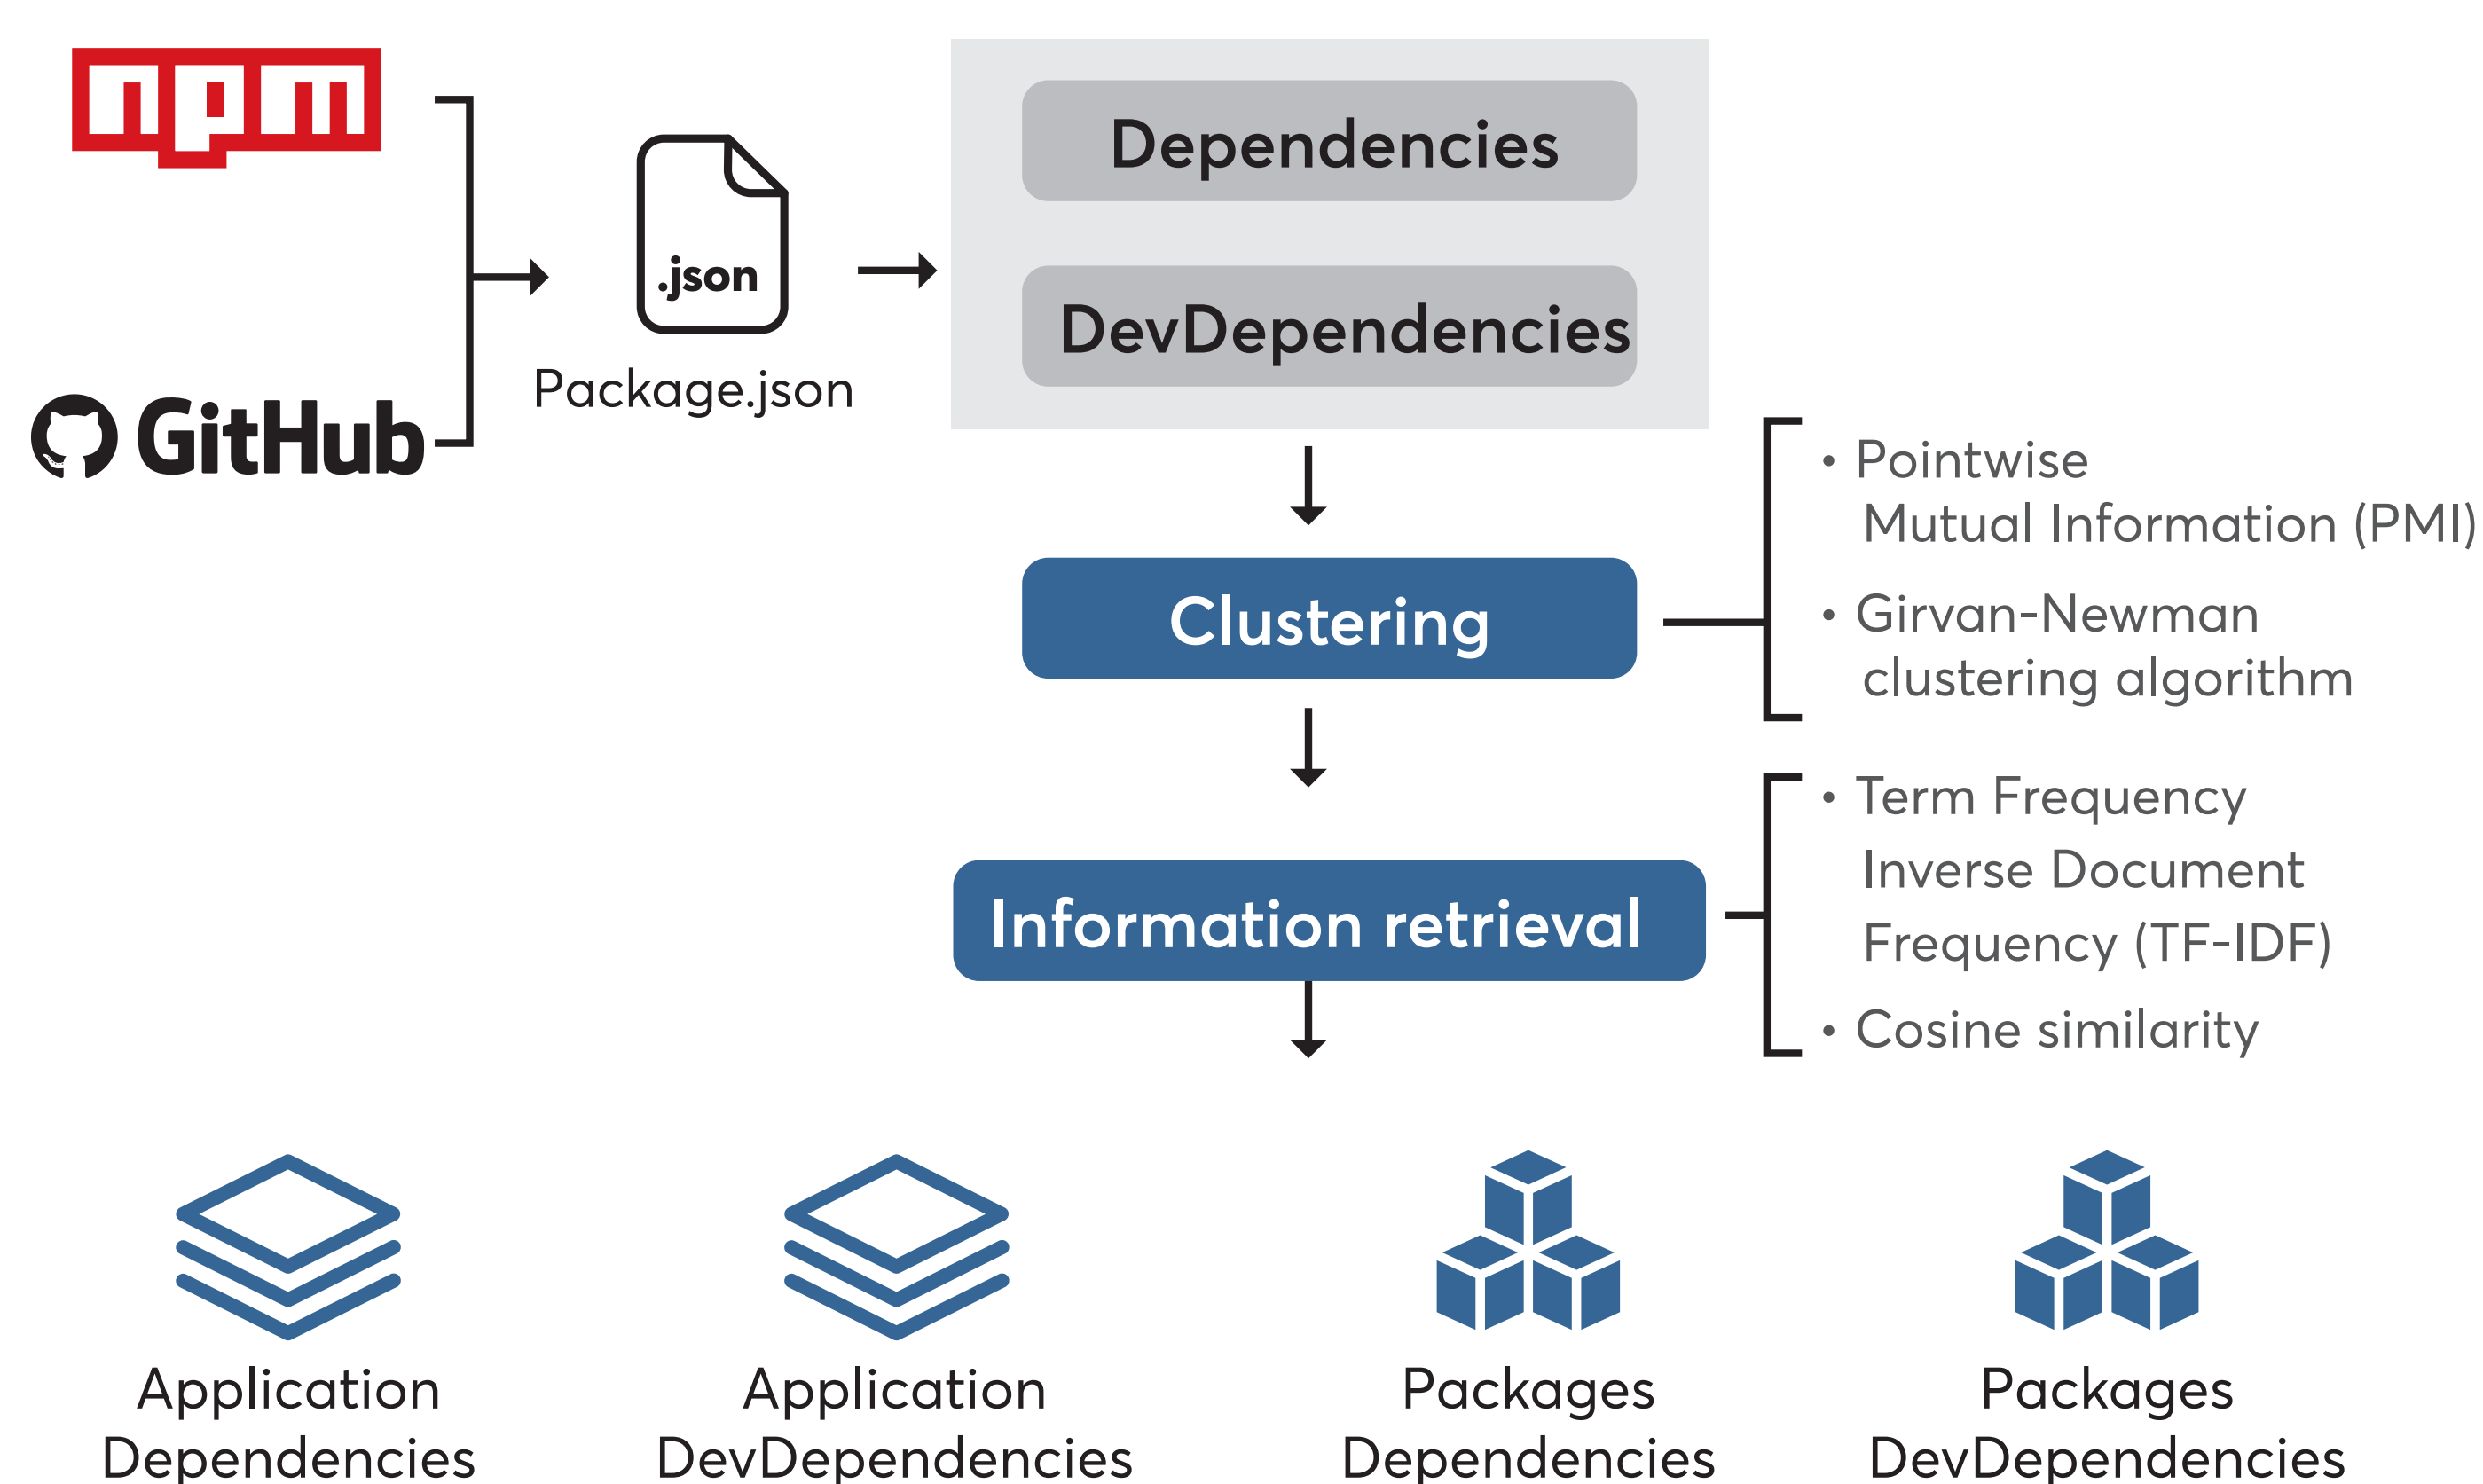 npm
GitHub
.json
Package.json
Dependencies
DevDependencies
Clustering
• Pointwise
Mutual Information (PMI)
• Girvan-Newman
clustering algorithm
Information retrieval
• Term Frequency
Inverse Document
Frequency (TF-IDF)
• Cosine similarity
Application
Dependencies
Application
DevDependencies
Packages
Dependencies
Packages
DevDependencies